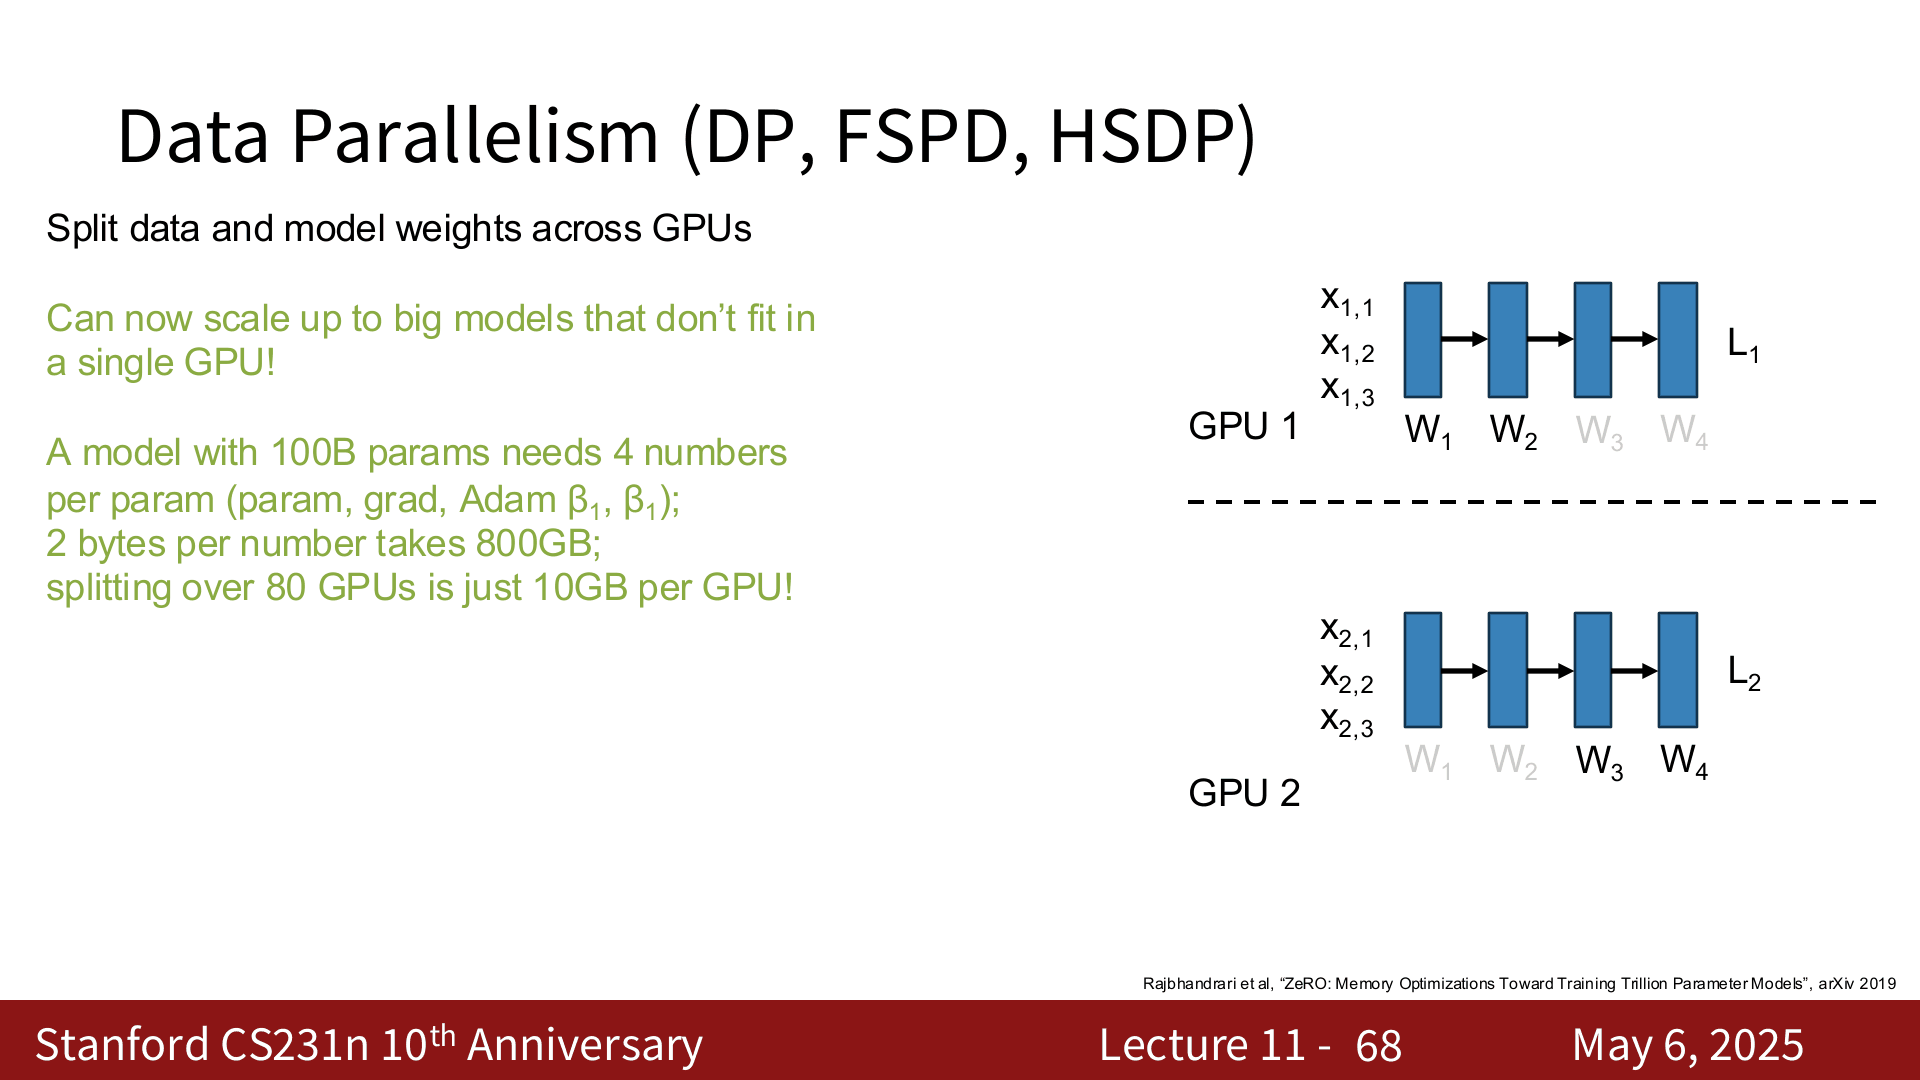 Data Parallelism (DP, FSPD, HSDP)
Split data and model weights across GPUs
Can now scale up to big models that don’t fit in
a single GPU!
A model with 100B params needs 4 numbers
per param (param, grad, Adam β₁, β₁);
2 bytes per number takes 800GB;
splitting over 80 GPUs is just 10GB per GPU!
x₁,₁
x₁,₂
x₁,₃
L₁
GPU 1
W₁ W₂ W₃ W₄
x₂,₁
x₂,₂
x₂,₃
L₂
W₁ W₂ W₃ W₄
GPU 2
Rajbhandrari et al, “ZeRO: Memory Optimizations Toward Training Trillion Parameter Models”, arXiv 2019
Stanford CS231n 10th Anniversary Lecture 11 - 68 May 6, 2025